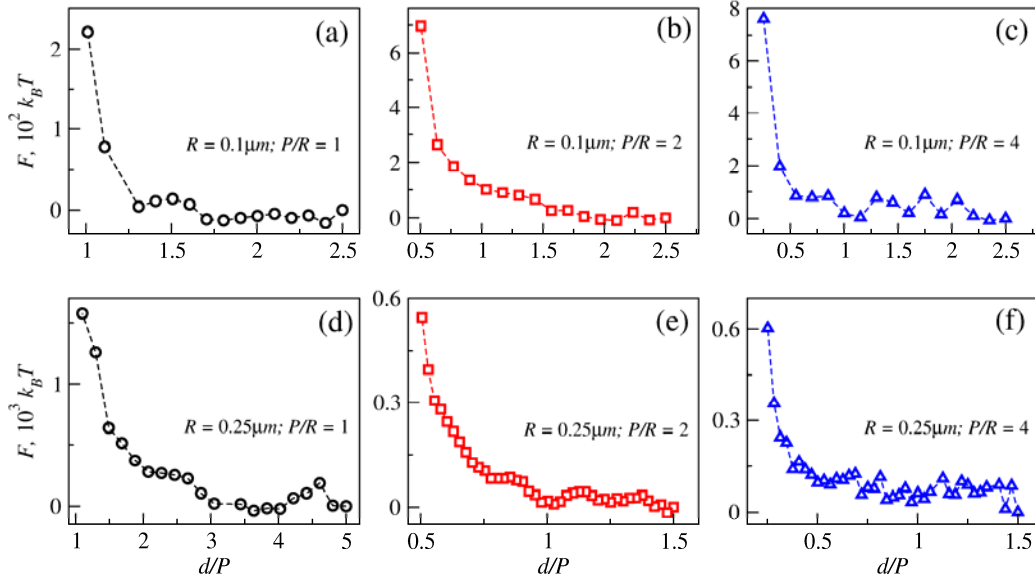 (a)
(b)
(c)
F, 10² k_BT
2
1
0
6
4
2
0
8
6
4
2
0
R = 0.1μm; P/R = 1
R = 0.1μm; P/R = 2
R = 0.1μm; P/R = 4
1 1.5 2 2.5
0.5 1 1.5 2 2.5
0.5 1 1.5 2 2.5
(d)
(e)
(f)
F, 10³ k_BT
1
0
0.6
0.3
0
0.6
0.4
0.2
0
R = 0.25μm; P/R = 1
R = 0.25μm; P/R = 2
R = 0.25μm; P/R = 4
1 2 3 4 5
0.5 1 1.5
0.5 1 1.5
d/P
d/P
d/P